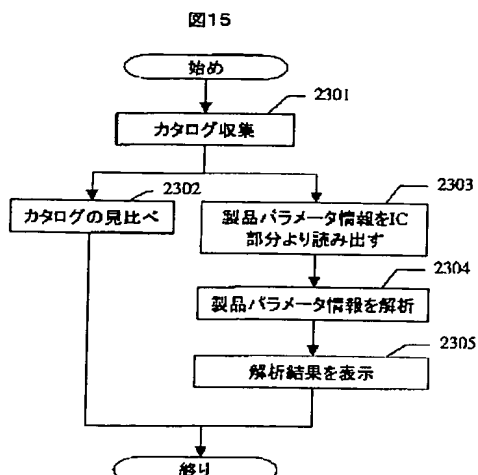 図15
始め
2301
カタログ収集
2302
2303
カタログの見比べ
製品パラメータ情報をIC
部分より読み出す
2304
製品パラメータ情報を解析
2305
解析結果を表示
終り